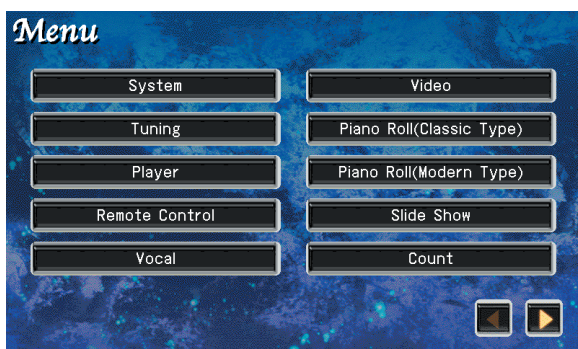 Menu
System
Tuning
Player
Remote Control
Vocal
Video
Piano Roll(Classic Type)
Piano Roll(Modern Type)
Slide Show
Count